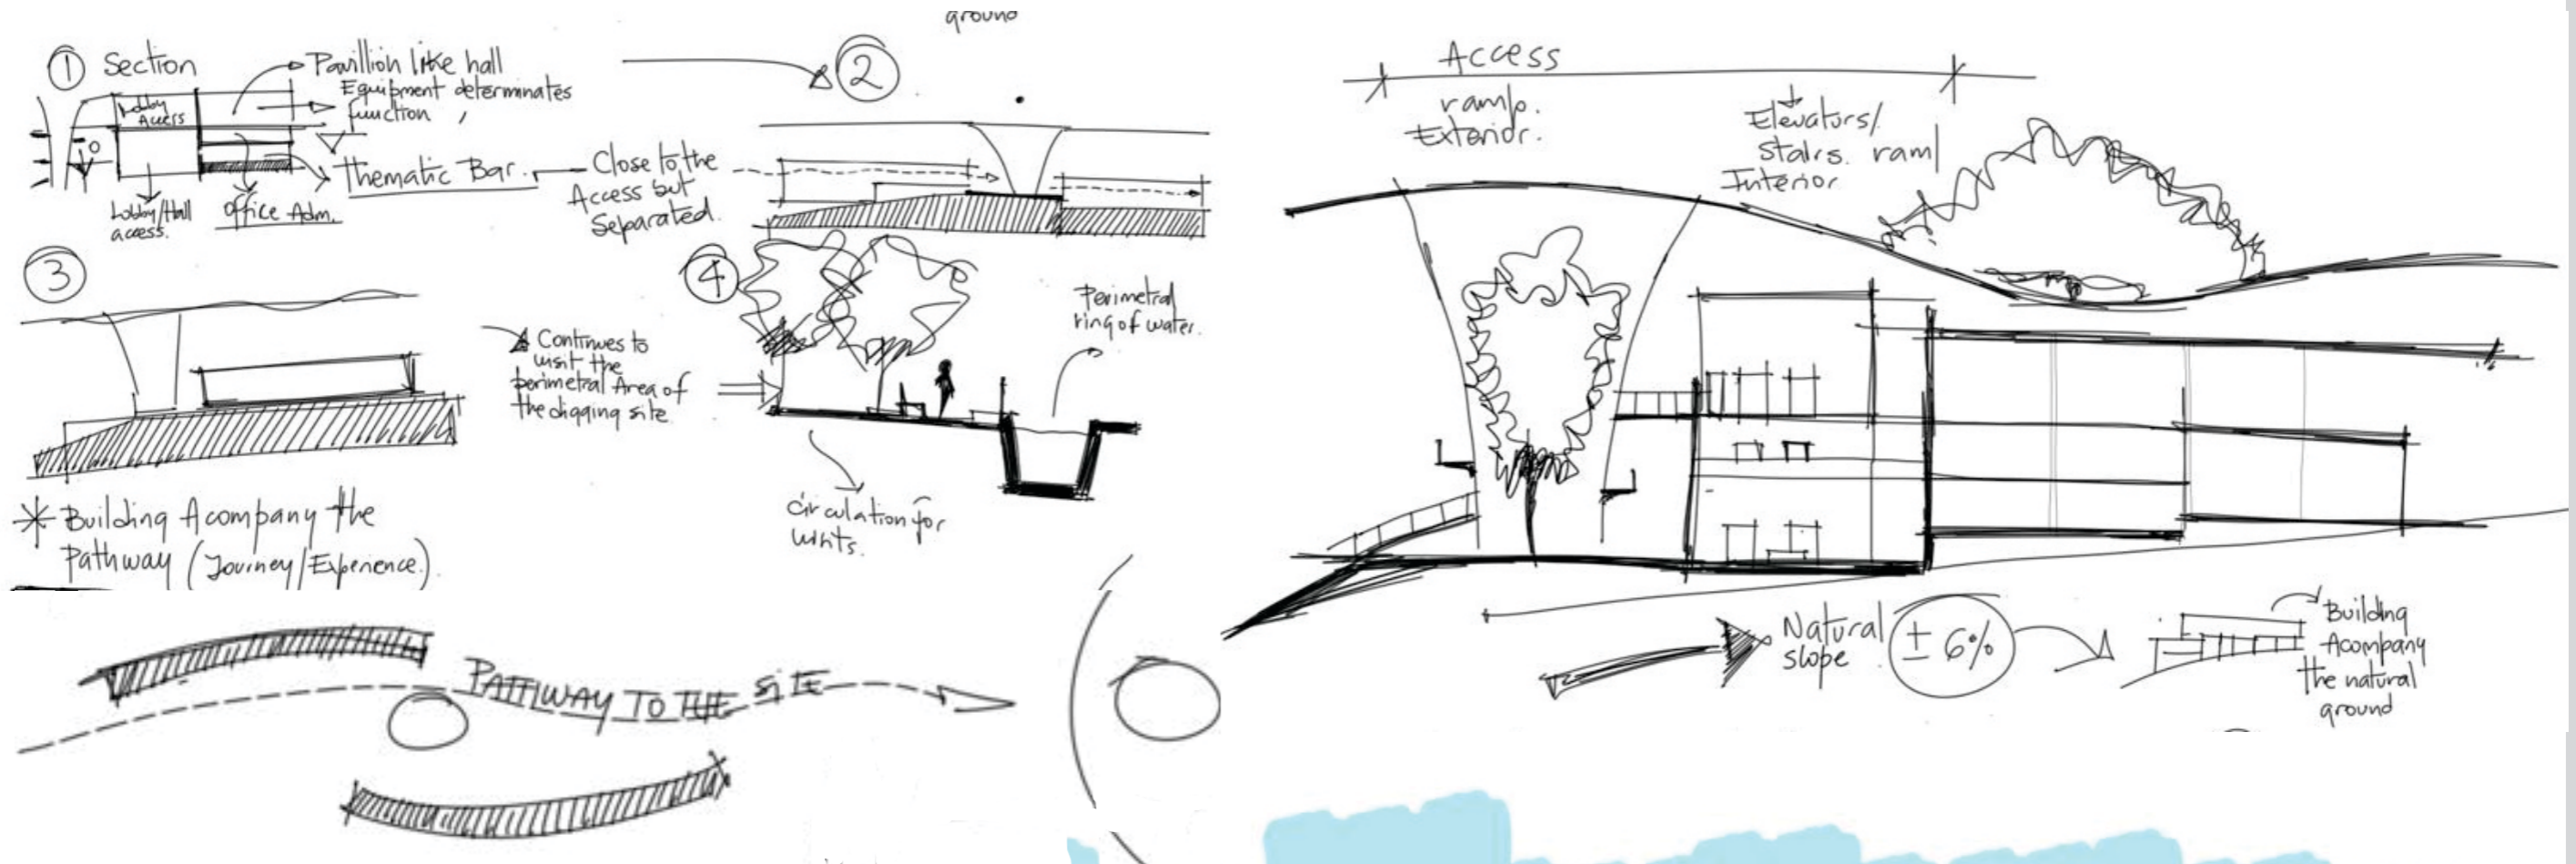 ground
① Section
Pavillion like hall
Equipment determinates
function
Lobby
Access
Thematic Bar.
Lobby/Hall
access.
Office Adm.
Close to the
Access but
Separated.
②
③
④
Continues to
visit the
perimetral Area of
the digging site
Perimetral
ring of water.
circulation for
visits.
* Building Acompany the
Pathway (Journey/Experience)
PATHWAY TO THE SITE
Access
ramp.
Exterior.
Elevators/
Stairs. ram
Interior
Natural
slope
± 6%
Building
Acompany
the natural
ground